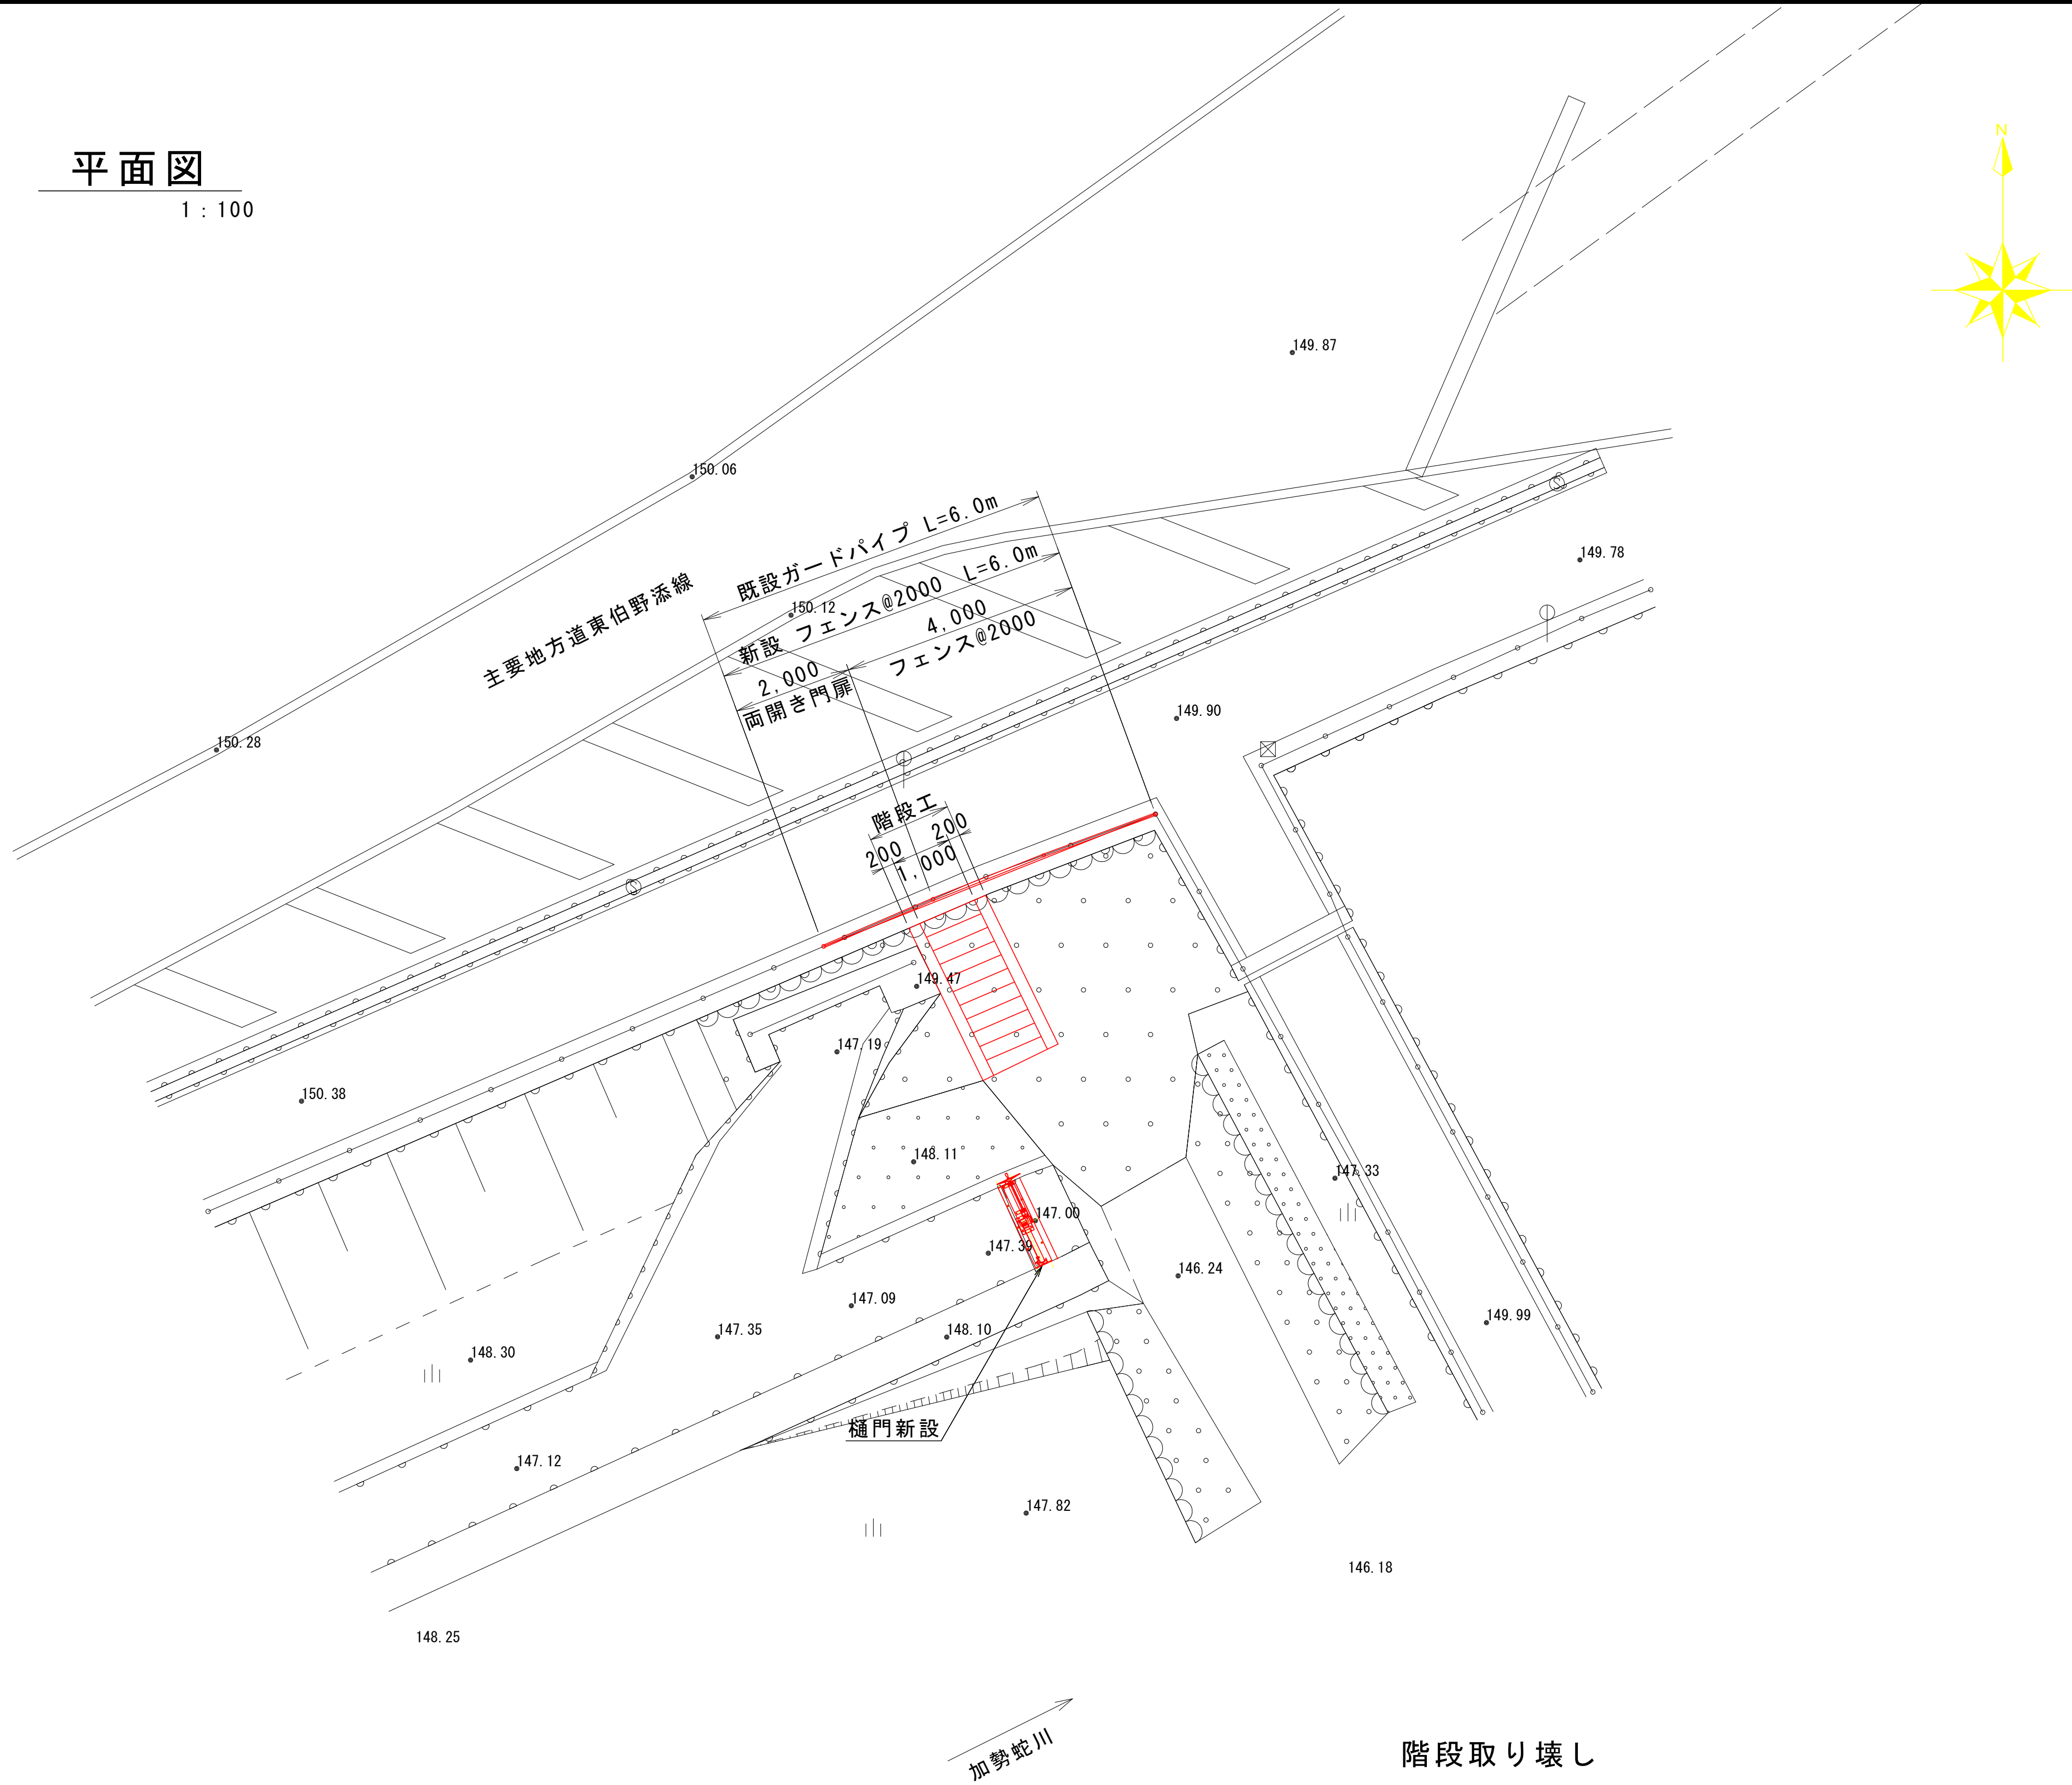 平面図
1：100
N
149.87
150.06
既設ガードパイプ L=6.0m
149.78
新設 フェンス@2000 L=6.0m
主要地方道東伯野添線
150.12
4,000
フェンス@2000
2,000
両開き門扉
149.90
150.28
階段工
200
200
1,000
149.47
147.19
150.38
148.11
147.33
147.00
147.39
146.24
147.09
149.99
147.35
148.10
148.30
樋門新設
147.12
147.82
146.18
148.25
加勢蛇川
階段取り壊し
S
S